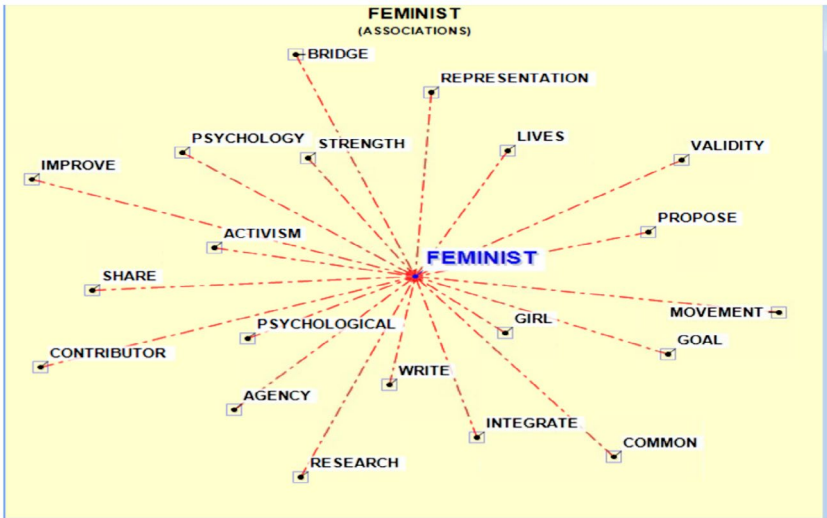 FEMINIST
(ASSOCIATIONS)
BRIDGE
REPRESENTATION
PSYCHOLOGY
STRENGTH
LIVES
VALIDITY
IMPROVE
PROPOSE
ACTIVISM
FEMINIST
SHARE
MOVEMENT
PSYCHOLOGICAL
GIRL
GOAL
CONTRIBUTOR
WRITE
AGENCY
INTEGRATE
COMMON
RESEARCH